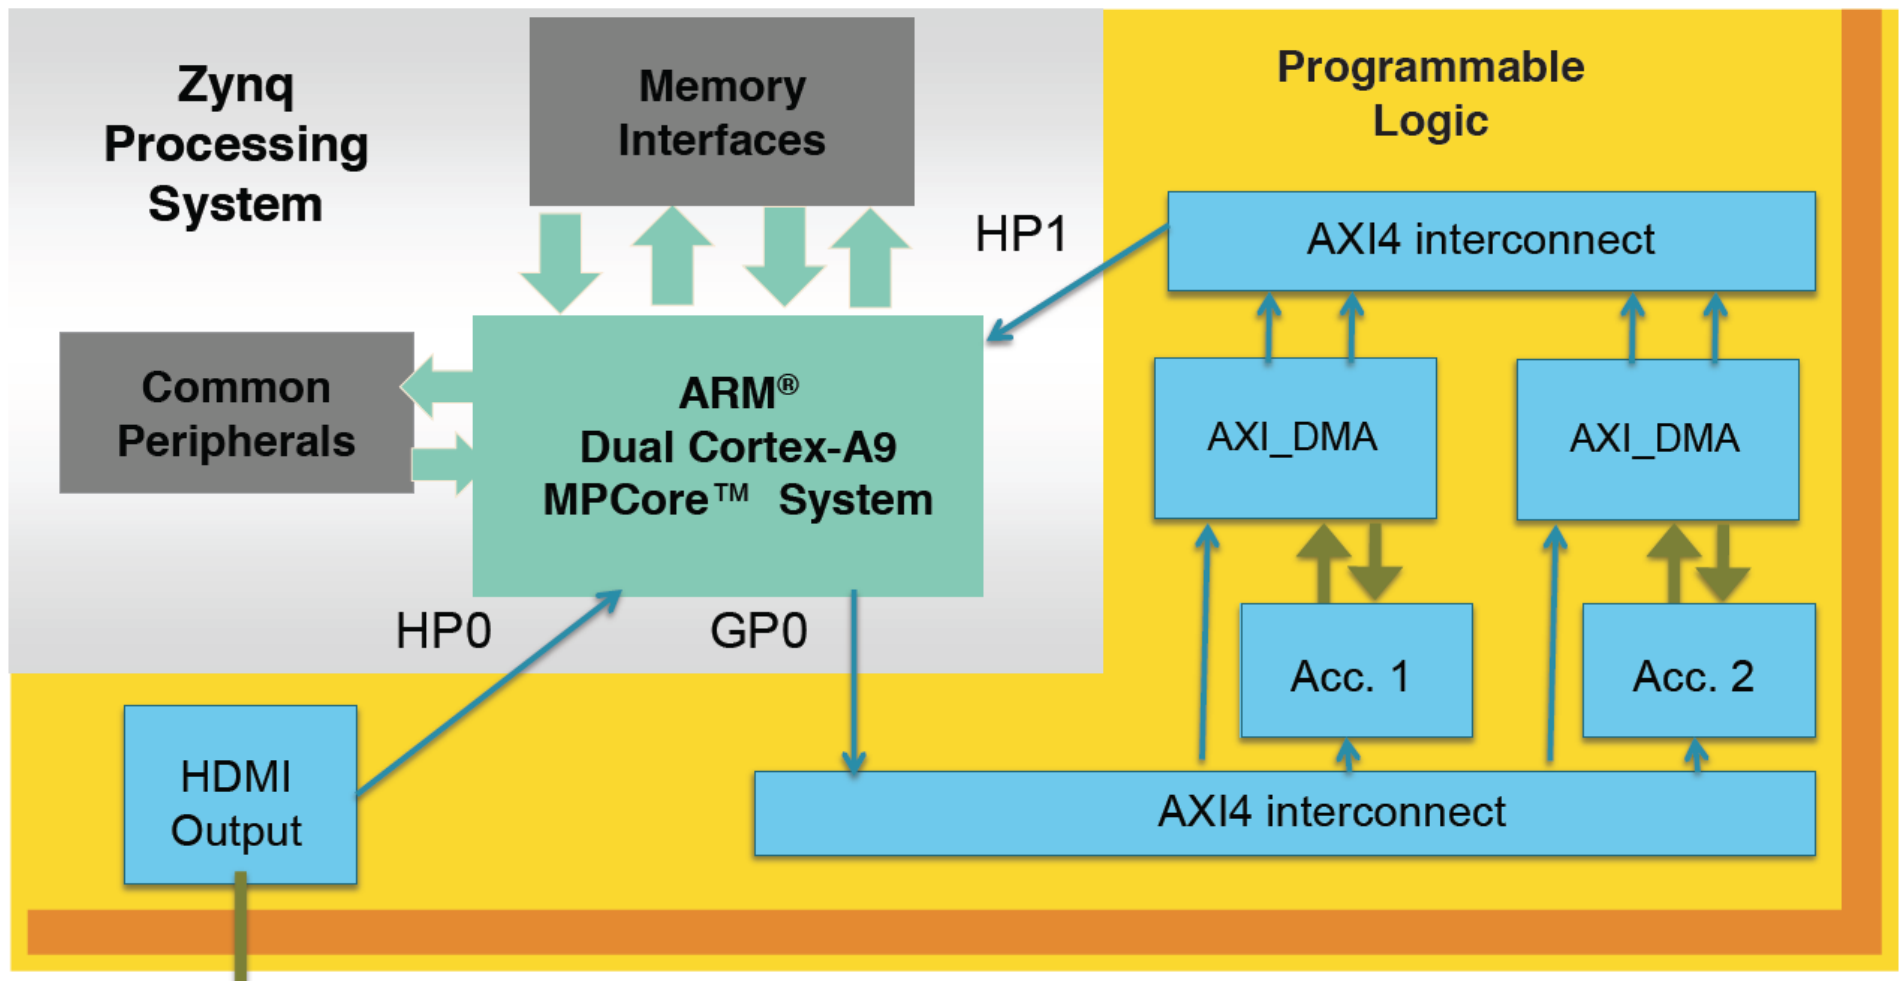 Zynq
Processing
System
Memory
Interfaces
Programmable
Logic
HP1
AXI4 interconnect
Common
Peripherals
ARM®
Dual Cortex-A9
MPCore™ System
AXI_DMA
AXI_DMA
HP0
GP0
Acc. 1
Acc. 2
HDMI
Output
AXI4 interconnect